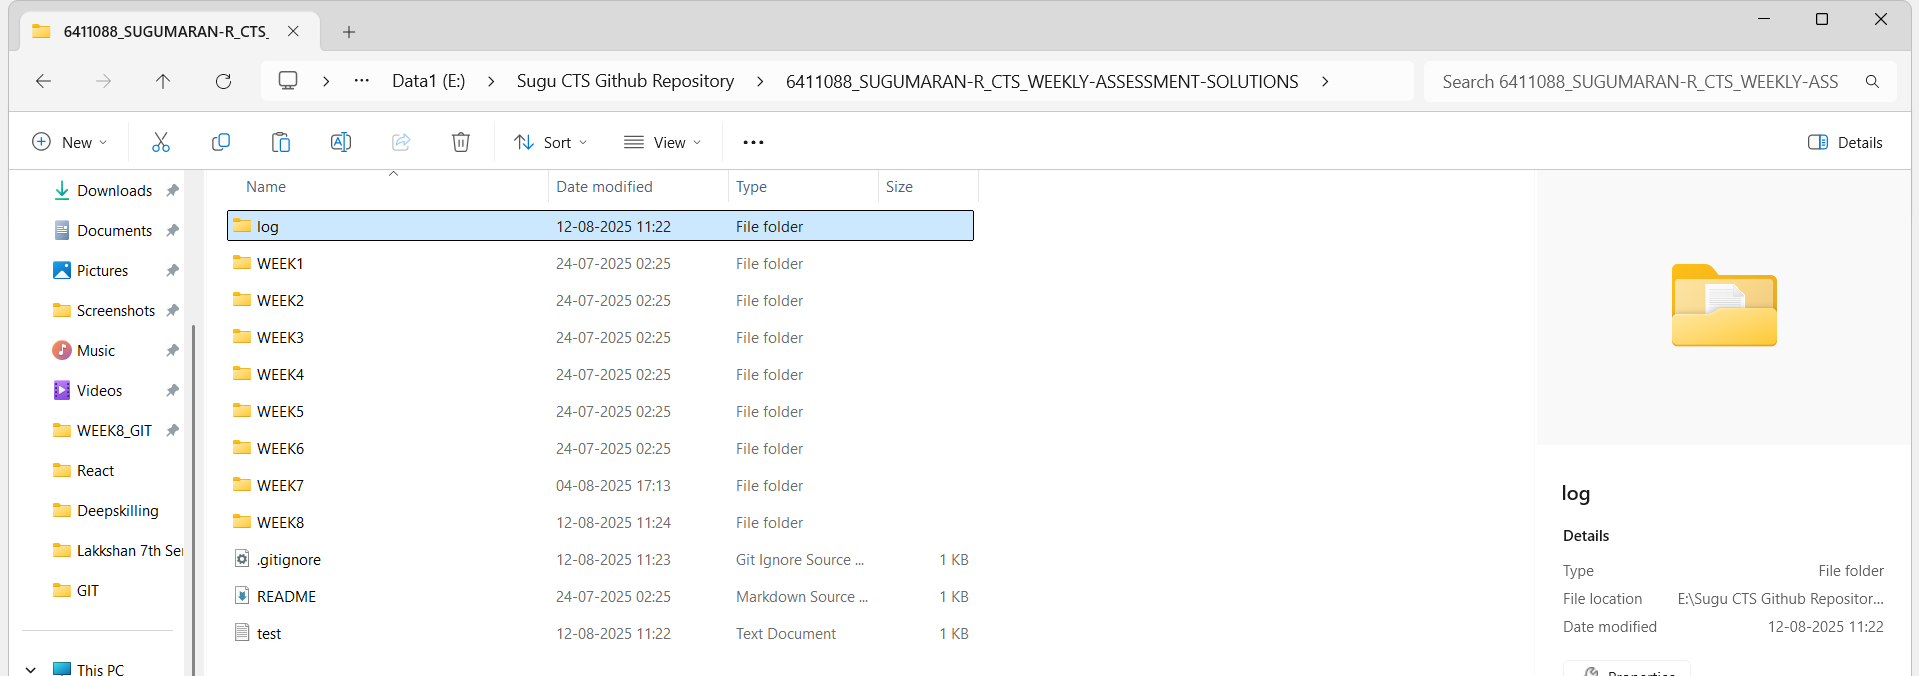 6411088_SUGUMARAN-R_CTS_
Data1 (E:) Sugu CTS Github Repository 6411088_SUGUMARAN-R_CTS_WEEKLY-ASSESSMENT-SOLUTIONS Search 6411088_SUGUMARAN-R_CTS_WEEKLY-ASS
New Sort View Details
Downloads
Documents
Pictures
Screenshots
Music
Videos
WEEK8_GIT
React
Deepskilling
Lakkshan 7th Ser
GIT
This PC
Name Date modified Type Size
log 12-08-2025 11:22 File folder
WEEK1 24-07-2025 02:25 File folder
WEEK2 24-07-2025 02:25 File folder
WEEK3 24-07-2025 02:25 File folder
WEEK4 24-07-2025 02:25 File folder
WEEK5 24-07-2025 02:25 File folder
WEEK6 24-07-2025 02:25 File folder
WEEK7 04-08-2025 17:13 File folder
WEEK8 12-08-2025 11:24 File folder
.gitignore 12-08-2025 11:23 Git Ignore Source ... 1 KB
README 24-07-2025 02:25 Markdown Source ... 1 KB
test 12-08-2025 11:22 Text Document 1 KB
log
Details
Type File folder
File location E:\Sugu CTS Github Repositor...
Date modified 12-08-2025 11:22
Properties